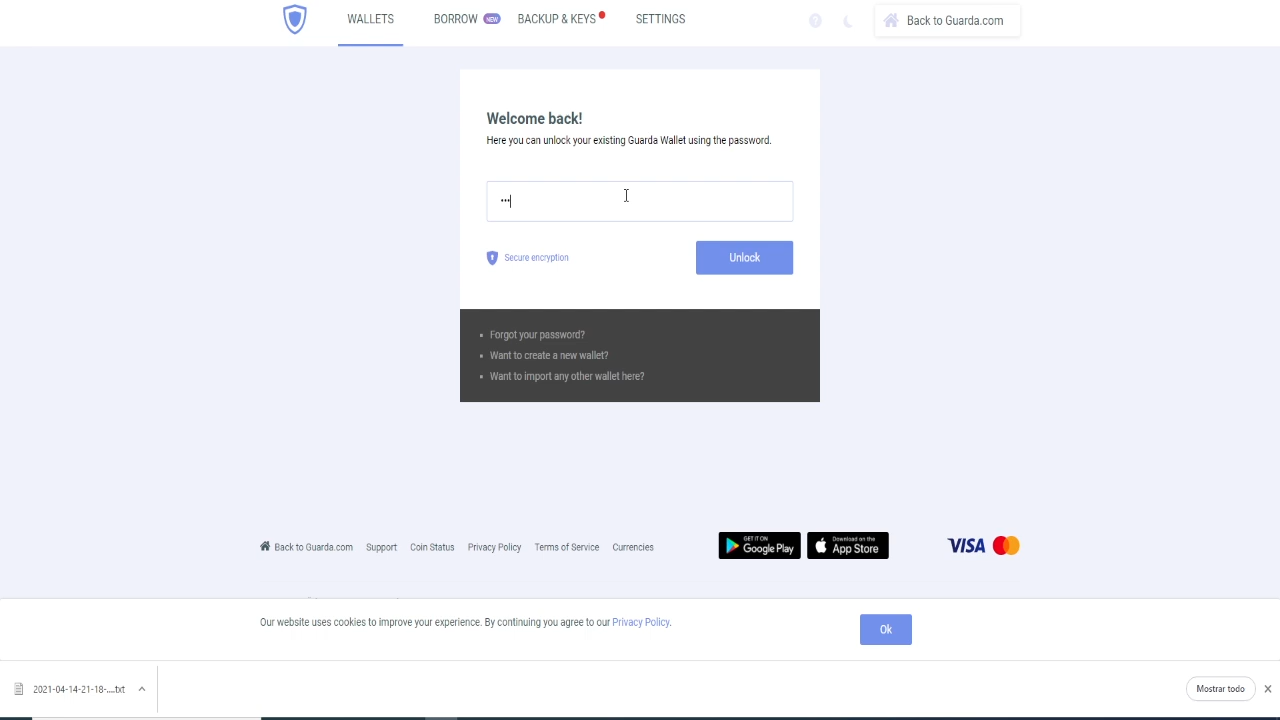 WALLETS
BORROW NEW
BACKUP & KEYS
SETTINGS
?
Back to Guarda.com
Welcome back!
Here you can unlock your existing Guarda Wallet using the password.
•••
Secure encryption
Unlock
Forgot your password?
Want to create a new wallet?
Want to import any other wallet here?
Back to Guarda.com
Support
Coin Status
Privacy Policy
Terms of Service
Currencies
GET IT ON
Google Play
Download on the
App Store
VISA
Our website uses cookies to improve your experience. By continuing you agree to our Privacy Policy.
Ok
2021-04-14-21-18-....txt
Mostrar todo